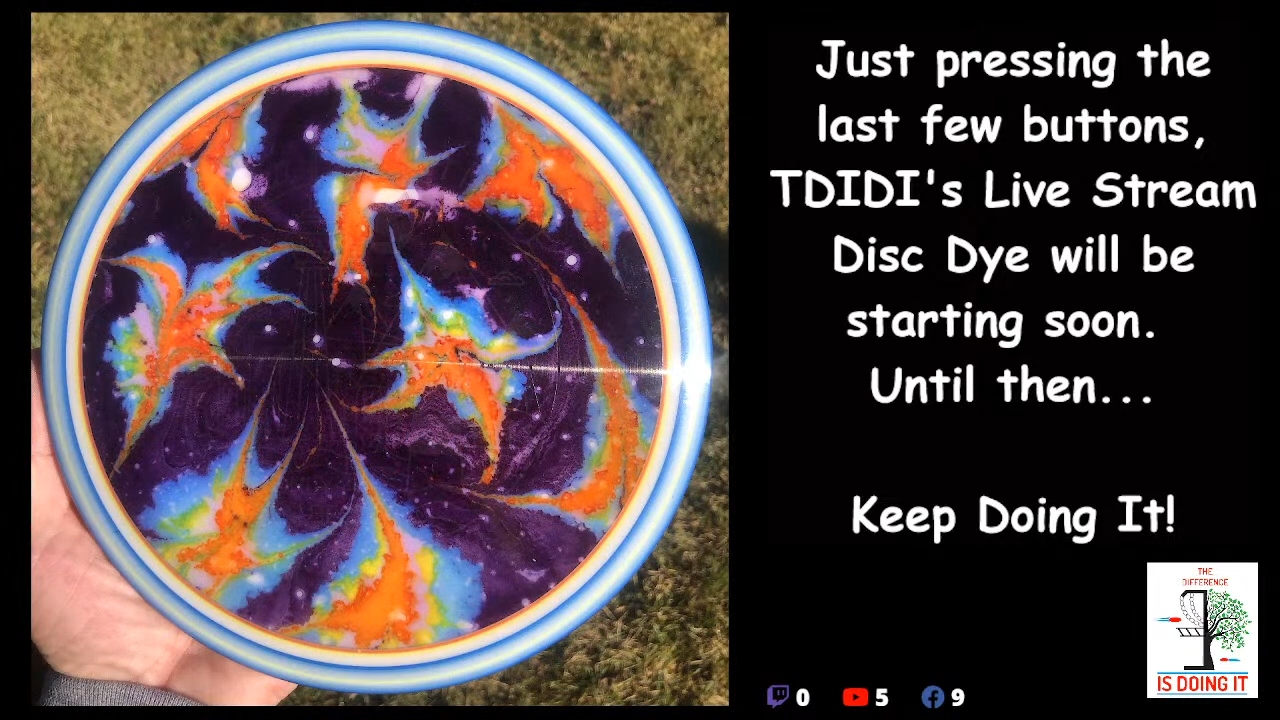 Just pressing the
last few buttons,
TDIDI's Live Stream
Disc Dye will be
starting soon.
Until then...
Keep Doing It!
THE
DIFFERENCE
IS DOING IT
0 5 9